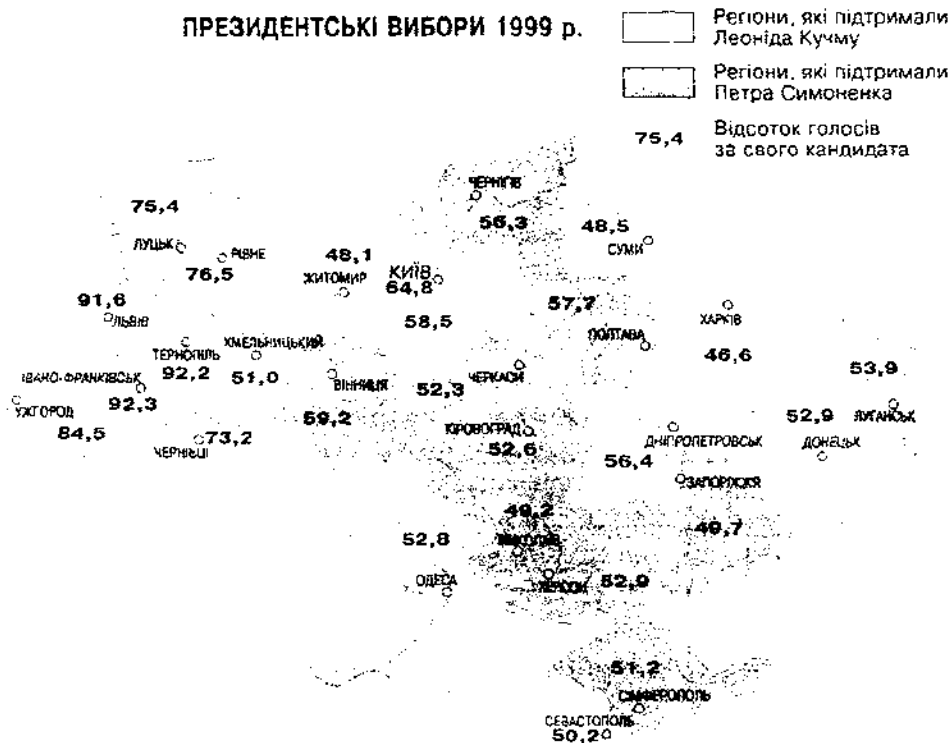 ПРЕЗИДЕНТСЬКІ ВИБОРИ 1999 р.
Регіони, які підтримали
Леоніда Кучму
Регіони, які підтримали
Петра Симоненка
75,4 Відсоток голосів
за свого кандидата
ЧЕРНІГІВ
56,3
75,4
ЛУЦЬК
РІВНЕ
76,5
48,1
ЖИТОМИР
КИЇВ
64,8
58,5
48,5
СУМИ
57,7
ПОЛТАВА
ХАРКІВ
46,6
91,6
ЛЬВІВ
ТЕРНОПІЛЬ
92,2
ХМЕЛЬНИЦЬКИЙ
51,0
ВІННИЦЯ
59,2
52,3
ЧЕРКАСИ
53,9
ЛУГАНСЬК
ІВАНО-ФРАНКІВСЬК
92,3
УЖГОРОД
84,5
73,2
ЧЕРНІВЦІ
КІРОВОГРАД
52,6
ДНІПРОПЕТРОВСЬК
56,4
52,9
ДОНЕЦЬК
ЗАПОРІЖЖЯ
49,7
49,2
МИКОЛАЇВ
52,8
ОДЕСА
ХЕРСОН
52,9
51,2
СІМФЕРОПОЛЬ
СЕВАСТОПОЛЬ
50,2